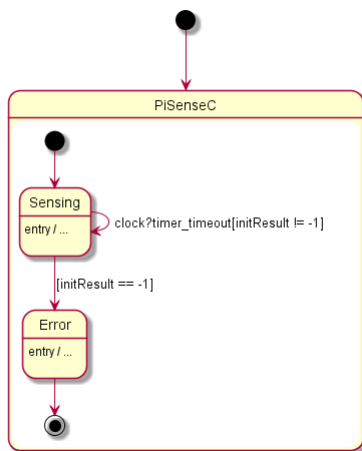 PiSenseC
Sensing
entry / ...
clock?timer_timeout[initResult != -1]
[initResult == -1]
Error
entry / ...